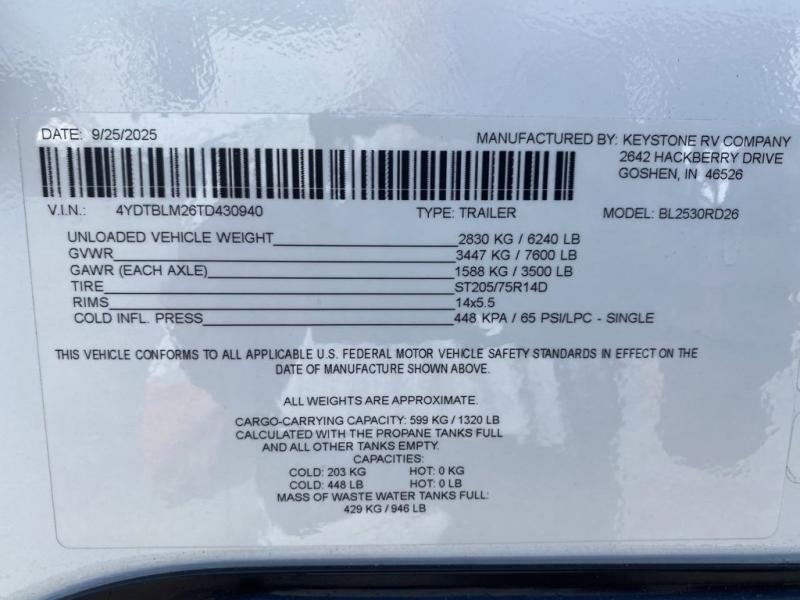 DATE: 9/25/2025
MANUFACTURED BY: KEYSTONE RV COMPANY
2642 HACKBERRY DRIVE
GOSHEN, IN 46526
V.I.N.: 4YDTBLM26TD430940 TYPE: TRAILER MODEL: BL2530RD26
UNLOADED VEHICLE WEIGHT 2830 KG / 6240 LB
GVWR 3447 KG / 7600 LB
GAWR (EACH AXLE) 1588 KG / 3500 LB
TIRE ST205/75R14D
RIMS 14x5.5
COLD INFL. PRESS 448 KPA / 65 PSI/LPC - SINGLE
THIS VEHICLE CONFORMS TO ALL APPLICABLE U.S. FEDERAL MOTOR VEHICLE SAFETY STANDARDS IN EFFECT ON THE
DATE OF MANUFACTURE SHOWN ABOVE.
ALL WEIGHTS ARE APPROXIMATE.
CARGO-CARRYING CAPACITY: 599 KG / 1320 LB
CALCULATED WITH THE PROPANE TANKS FULL
AND ALL OTHER TANKS EMPTY.
CAPACITIES:
COLD: 203 KG HOT: 0 KG
COLD: 448 LB HOT: 0 LB
MASS OF WASTE WATER TANKS FULL:
429 KG / 946 LB